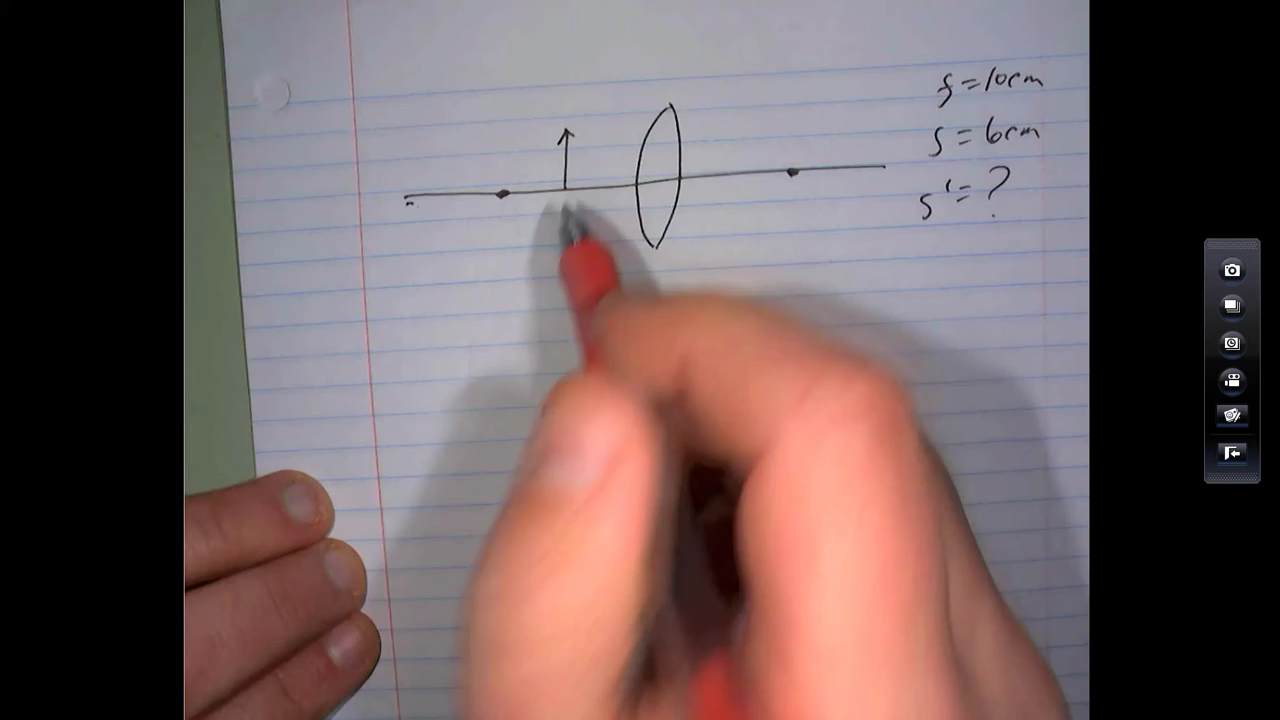 f = 10cm
s = 6cm
s' = ?